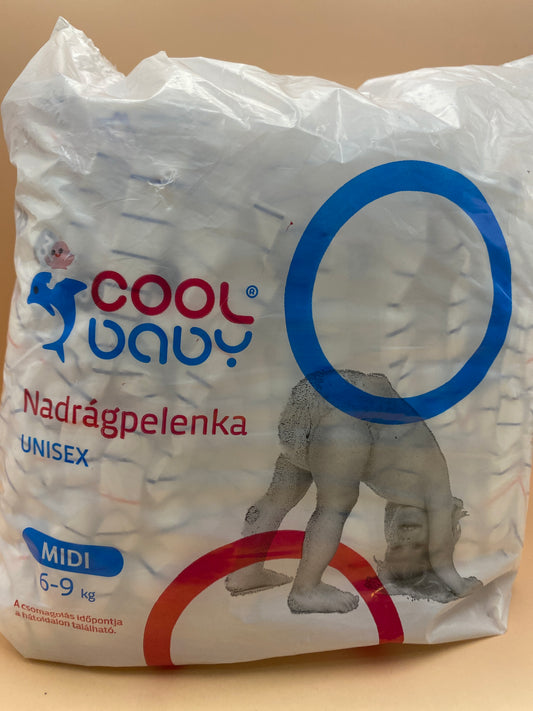 COOL®
baby
Nadrágpelenka
UNISEX
MIDI
6-9 kg
A csomagolás időpontja
a hátoldalon található.